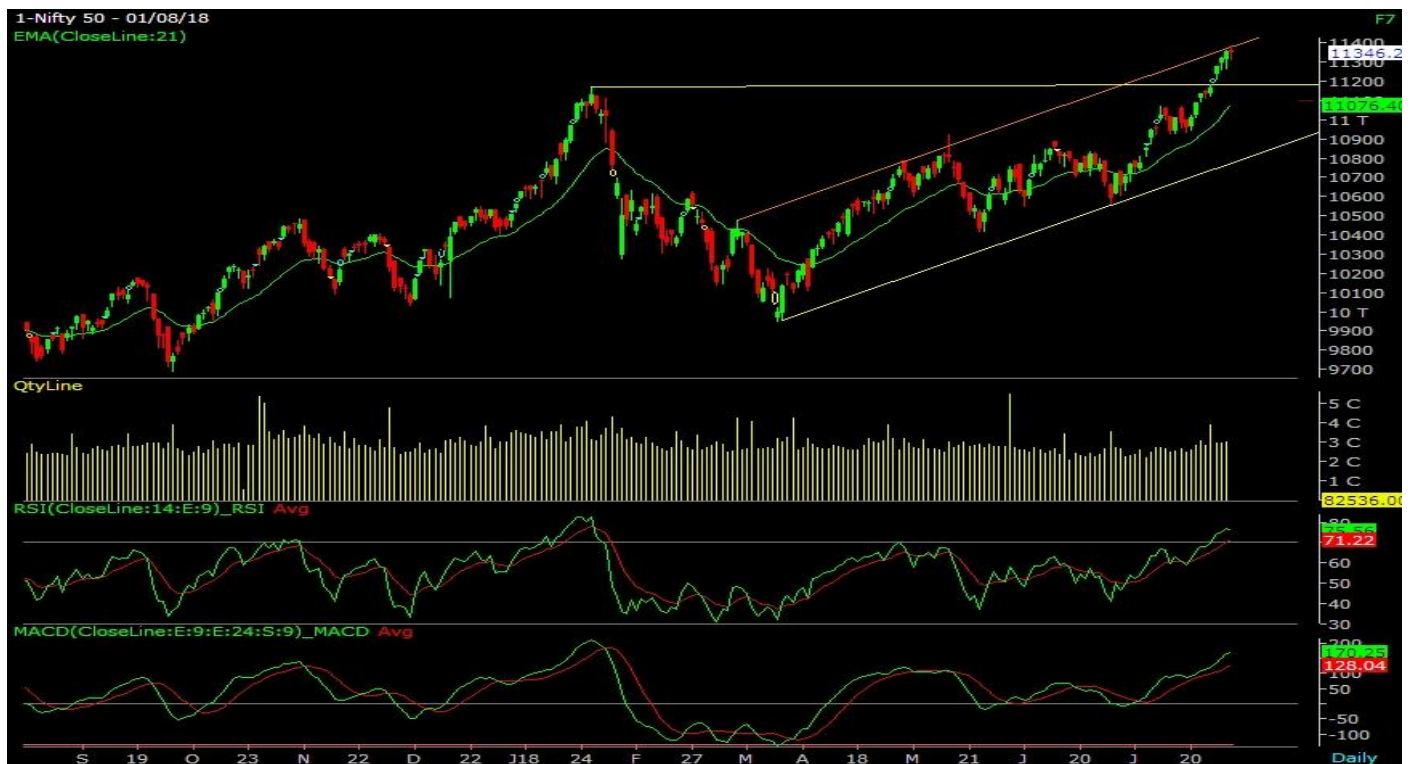 1-Nifty 50 - 01/08/18 F7
EMA(CloseLine:21)
11400
11346.2
11300
11200
11076.40
11 T
10900
10800
10700
10600
10500
10400
10300
10200
10100
10 T
9900
9800
9700
QtyLine
5 C
4 C
3 C
2 C
1 C
82536.00
RSI(CloseLine:14:E:9)_RSI Avg
80
75.56
71.22
60
50
40
30
MACD(CloseLine:E:9:E:24:S:9)_MACD Avg
200
170.25
128.04
100
50
-50
-100
S 19 O 23 N 22 D 22 J18 24 F 27 M A 18 M 21 J 20 J 20 Daily